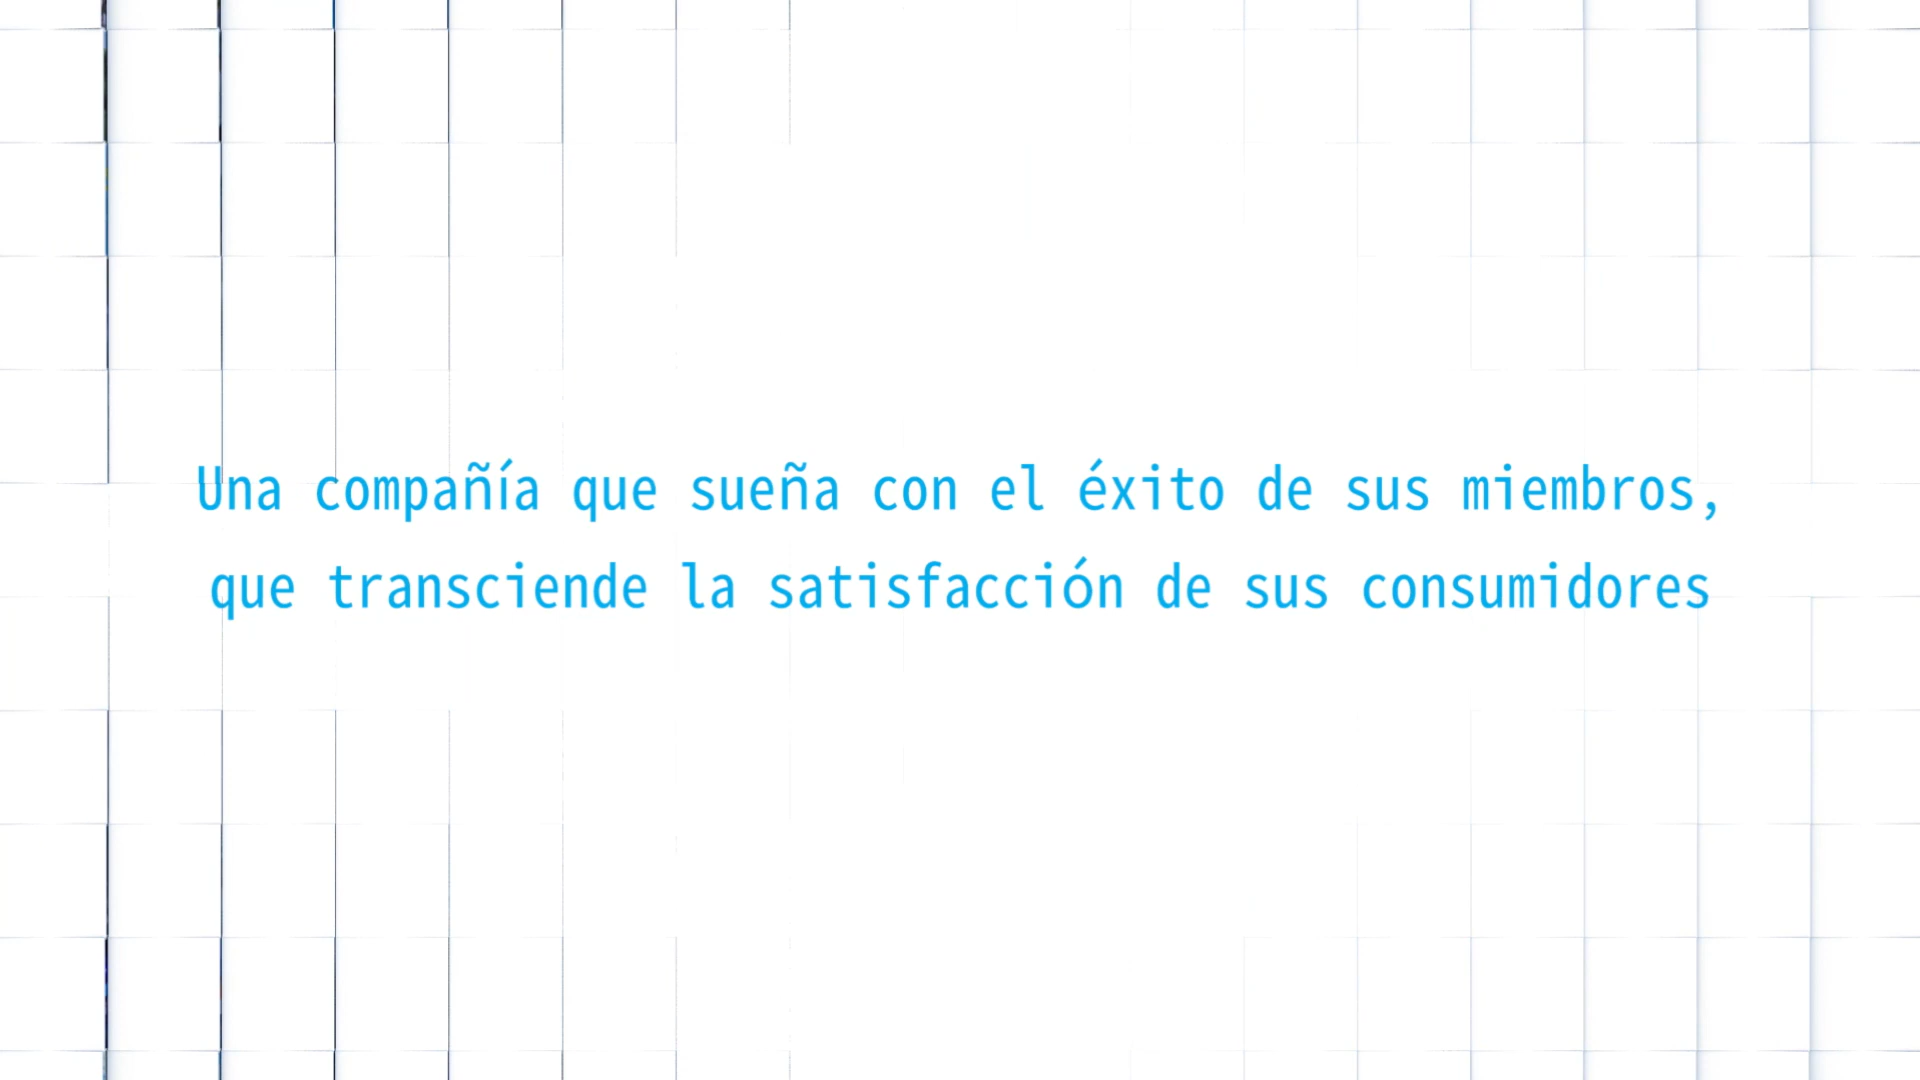 Una compañía que sueña con el éxito de sus miembros,
que transciende la satisfacción de sus consumidores